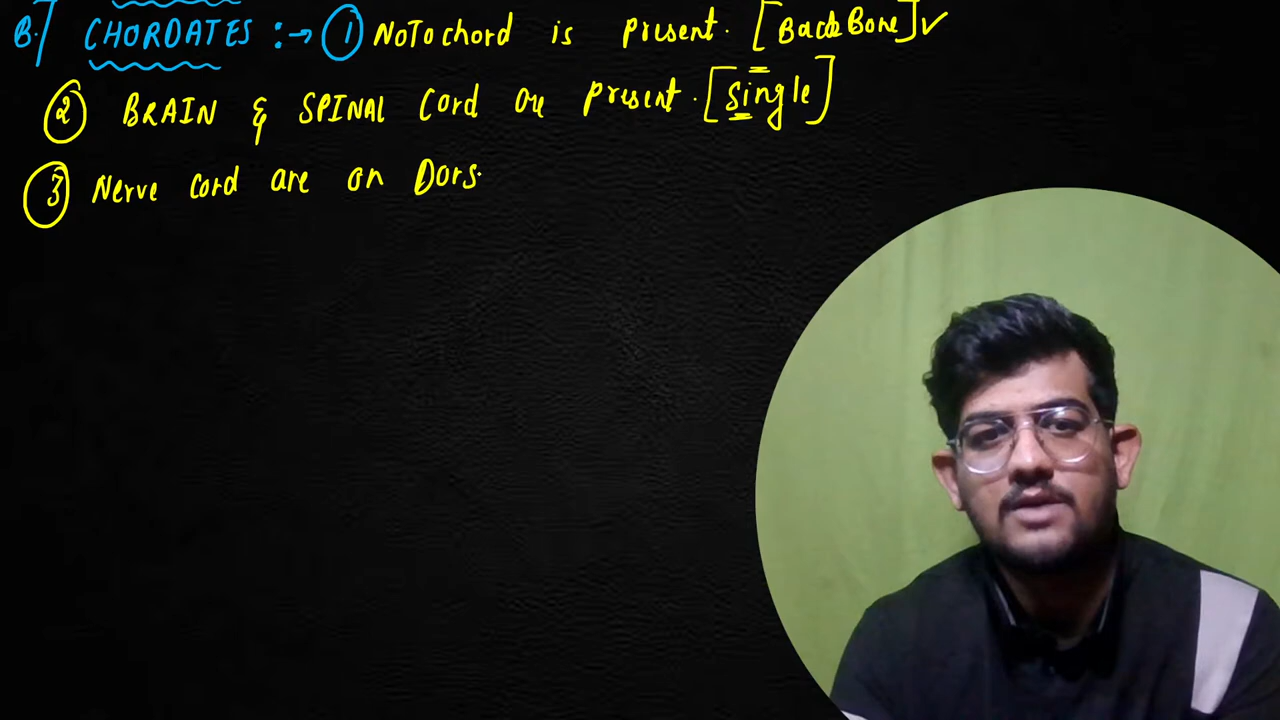 B.] CHORDATES :→ ① NoTochord is present. [BackBone] ✓
② BRAIN & SPINAL Cord are present. [single]
③ Nerve Cord are on Dors